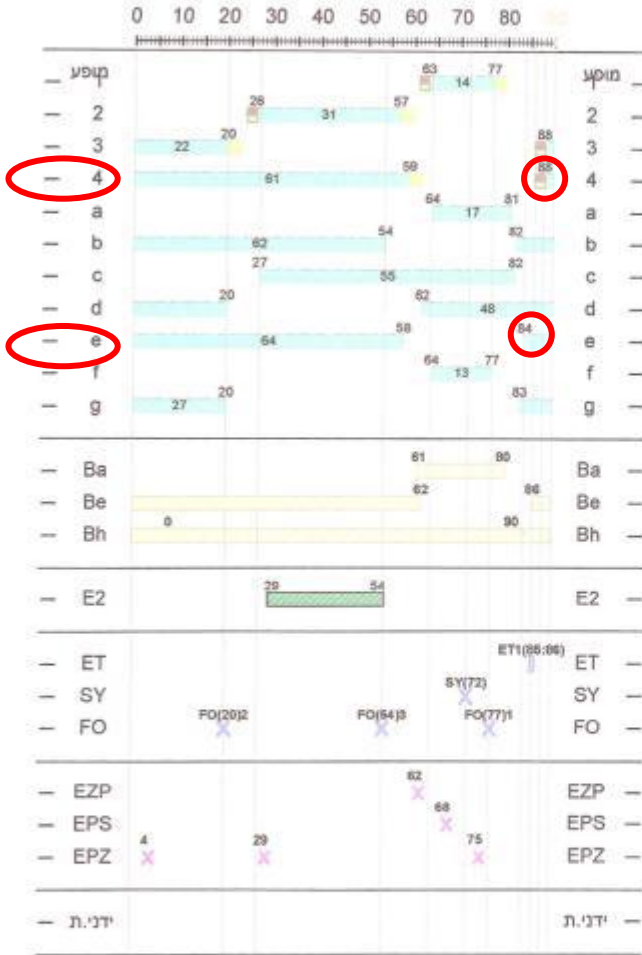 0 10 20 30 40 50 60 70 80
מופע 63 77 מופע
— 1 14 1 —
26 57
— 2 31 2 —
20 88
— 3 22 3 —
59 88
— 4 61 4 —
64 81
— a 17 a —
54 82
— b 62 b —
27 82
— c 55 c —
20 62
— d 48 d —
58 84
— e 64 e —
64 77
— f 13 f —
20 83
— g 27 g —
61 80
— Ba Ba —
62 86
— Be Be —
0 90
— Bh Bh —
29 54
— E2 E2 —
ET1(85:86)
— ET ET —
SY(72)
— SY SY —
FO(20)2 FO(54)3 FO(77)1
— FO FO —
62
— EZP EZP —
68
— EPS EPS —
4 29 75
— EPZ EPZ —
— ידני.ת ידני.ת —